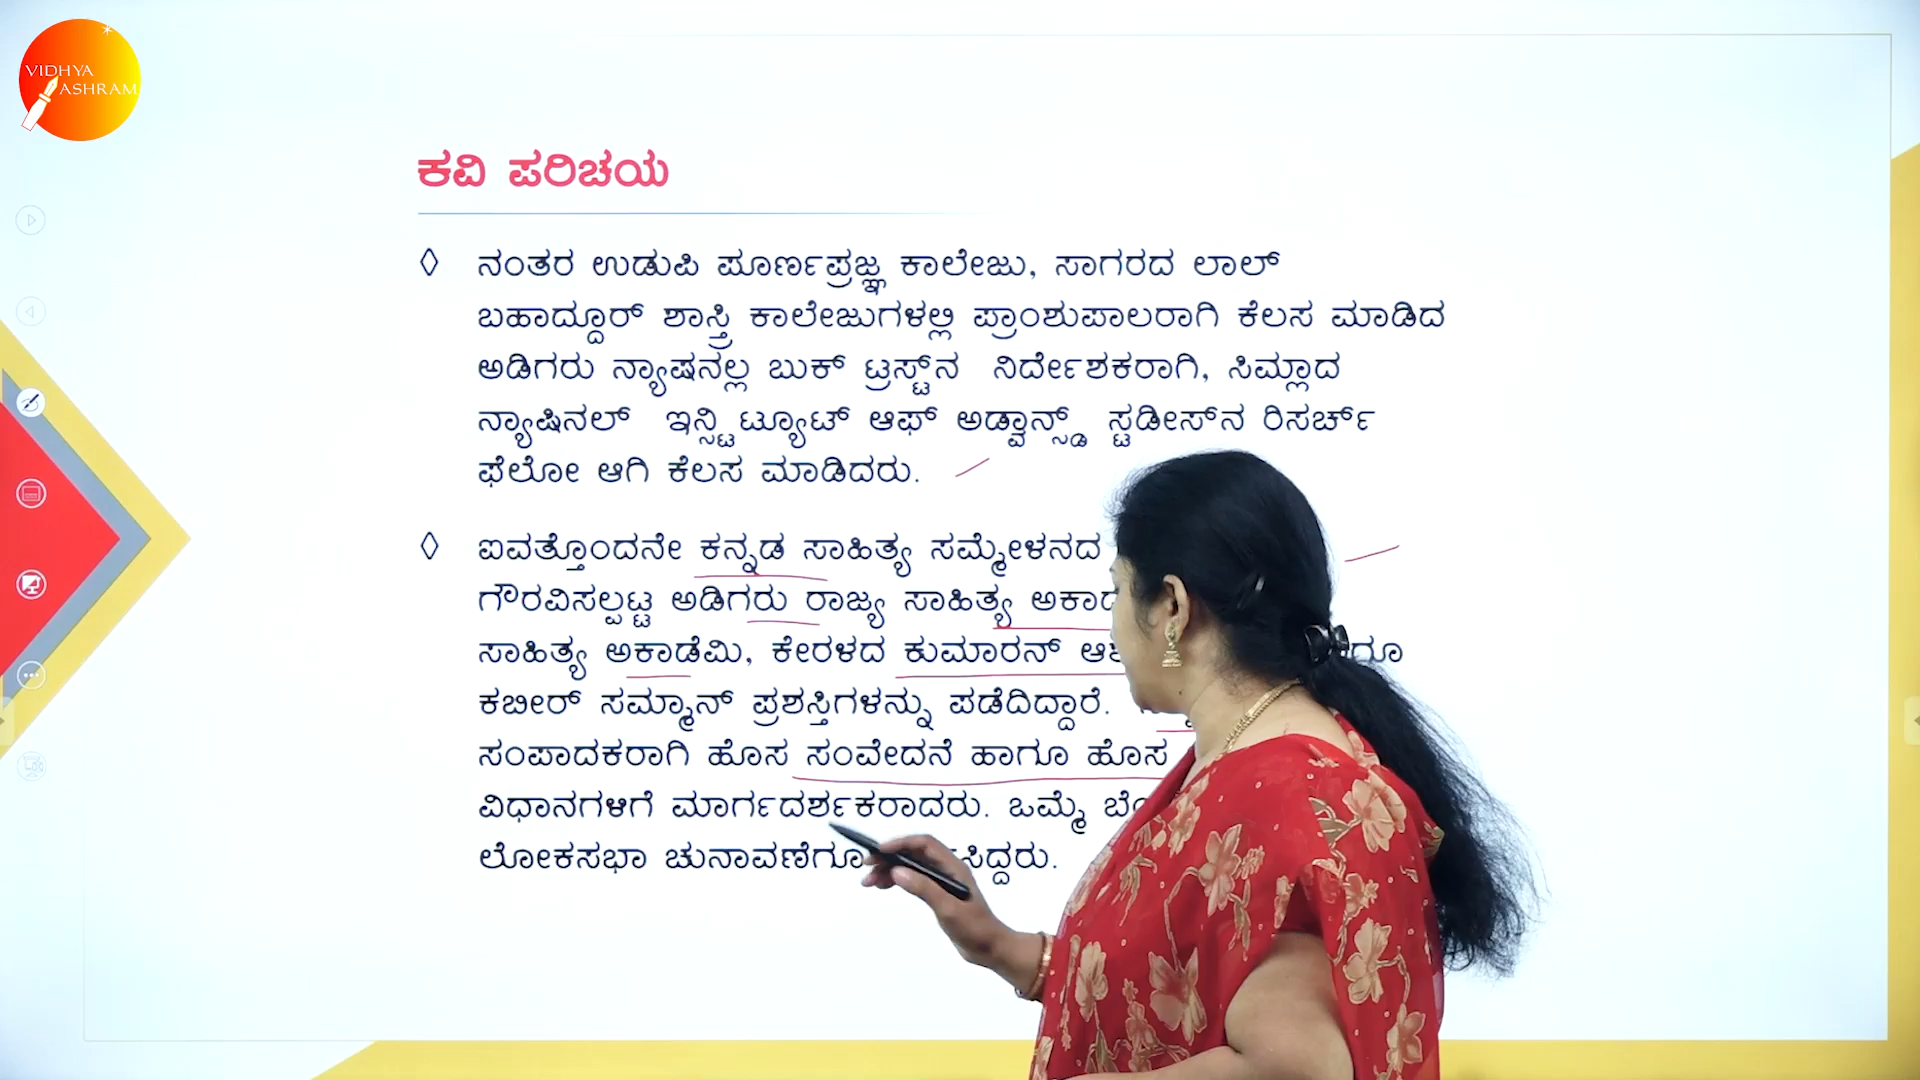 VIDHYA
ASHRAM
ಕವಿ ಪರಿಚಯ
◊ ನಂತರ ಉಡುಪಿ ಪೂರ್ಣಪ್ರಜ್ಞ ಕಾಲೇಜು, ಸಾಗರದ ಲಾಲ್
ಬಹಾದ್ದೂರ್ ಶಾಸ್ತ್ರಿ ಕಾಲೇಜುಗಳಲ್ಲಿ ಪ್ರಾಂಶುಪಾಲರಾಗಿ ಕೆಲಸ ಮಾಡಿದ
ಅಡಿಗರು ನ್ಯಾಷನಲ್ಲ ಬುಕ್ ಟ್ರಸ್ಟ್‌ನ ನಿರ್ದೇಶಕರಾಗಿ, ಸಿಮ್ಲಾದ
ನ್ಯಾಷಿನಲ್ ಇನ್ಸ್ಟಿಟ್ಯೂಟ್ ಆಫ್ ಅಡ್ವಾನ್ಸ್ಡ್ ಸ್ಟಡೀಸ್‌ನ ರಿಸರ್ಚ್
ಫೆಲೋ ಆಗಿ ಕೆಲಸ ಮಾಡಿದರು.
◊ ಐವತ್ತೊಂದನೇ ಕನ್ನಡ ಸಾಹಿತ್ಯ ಸಮ್ಮೇಳನದ
ಗೌರವಿಸಲ್ಪಟ್ಟ ಅಡಿಗರು ರಾಜ್ಯ ಸಾಹಿತ್ಯ
ಸಾಹಿತ್ಯ ಅಕಾಡೆಮಿ, ಕೇರಳದ ಕುಮಾರನ್
ಕಬೀರ್ ಸಮ್ಮಾನ್ ಪ್ರಶಸ್ತಿಗಳನ್ನು ಪಡೆದಿದ್ದಾರೆ.
ಸಂಪಾದಕರಾಗಿ ಹೊಸ ಸಂವೇದನೆ ಹಾಗೂ ಹೊಸ
ವಿಧಾನಗಳಿಗೆ ಮಾರ್ಗದರ್ಶಕರಾದರು. ಒಮ್ಮೆ
ಲೋಕಸಭಾ ಚುನಾವಣೆಗೂ